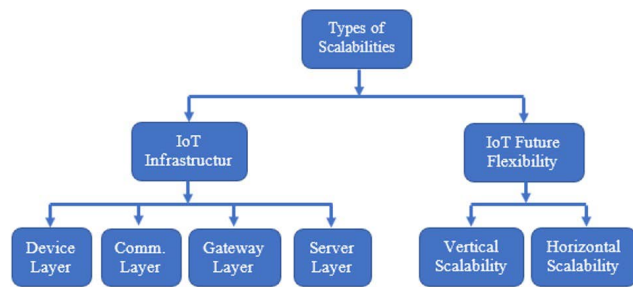 Types of
Scalabilities
IoT
Infrastructur
IoT Future
Flexibility
Device
Layer
Comm.
Layer
Gateway
Layer
Server
Layer
Vertical
Scalability
Horizontal
Scalability